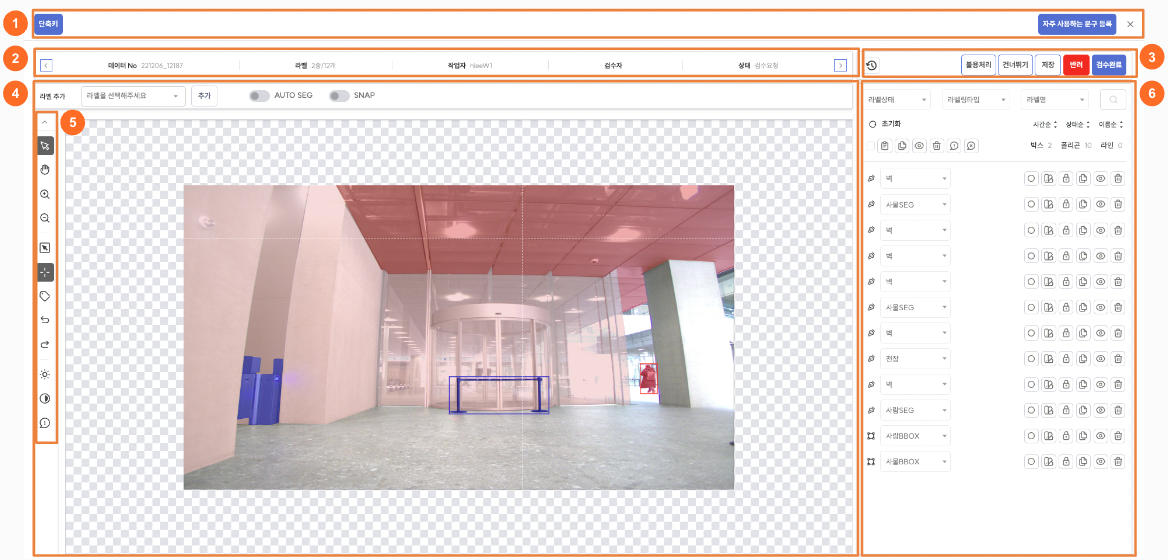 1
단축키
자주 사용하는 문구 등록
2
데이터 No 221206_12187
라벨 2종/12개
작업자 HeeW1
검수자
상태 검수요청
3
불용처리
건너뛰기
저장
반려
검수완료
4
라벨 추가
라벨을 선택해주세요
추가
AUTO SEG
SNAP
5
6
라벨상태
라벨링타입
라벨명
초기화
시간순
상태순
이름순
박스 2 폴리곤 10 라인 0
벽
사물SEG
벽
벽
벽
사물SEG
벽
천장
벽
사람SEG
사람BBOX
사물BBOX